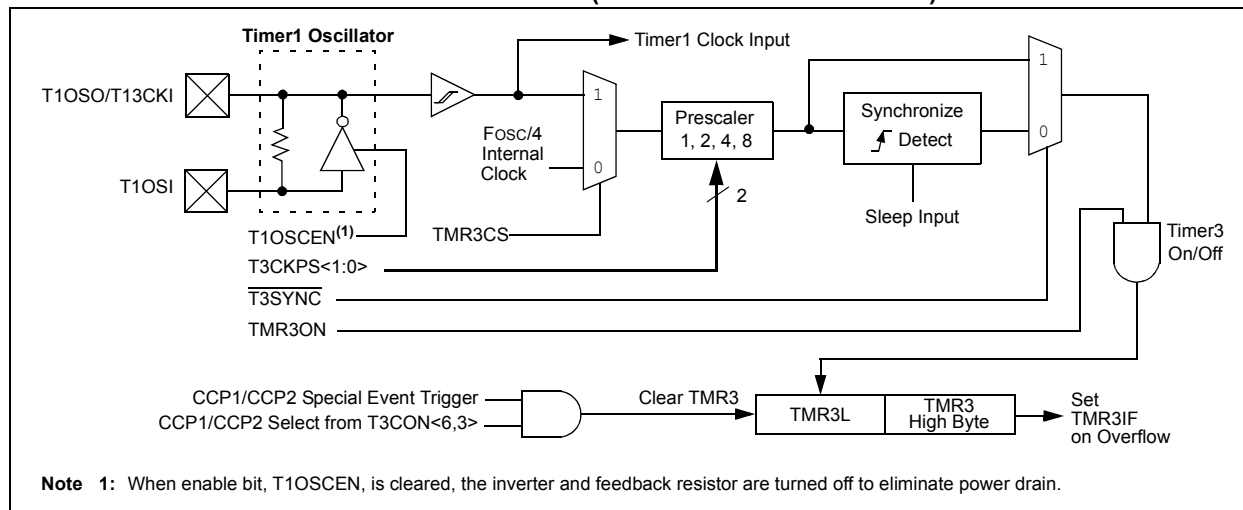 Timer1 Oscillator
Timer1 Clock Input
T1OSO/T13CKI
1
FOSC/4
Internal
Clock
0
Prescaler
1, 2, 4, 8
Synchronize
Detect
1
0
T1OSI
2
Sleep Input
T1OSCEN(1)
TMR3CS
Timer3
On/Off
T3CKPS<1:0>
T3SYNC
TMR3ON
CCP1/CCP2 Special Event Trigger
CCP1/CCP2 Select from T3CON<6,3>
Clear TMR3
TMR3L
TMR3
High Byte
Set
TMR3IF
on Overflow
Note 1: When enable bit, T1OSCEN, is cleared, the inverter and feedback resistor are turned off to eliminate power drain.